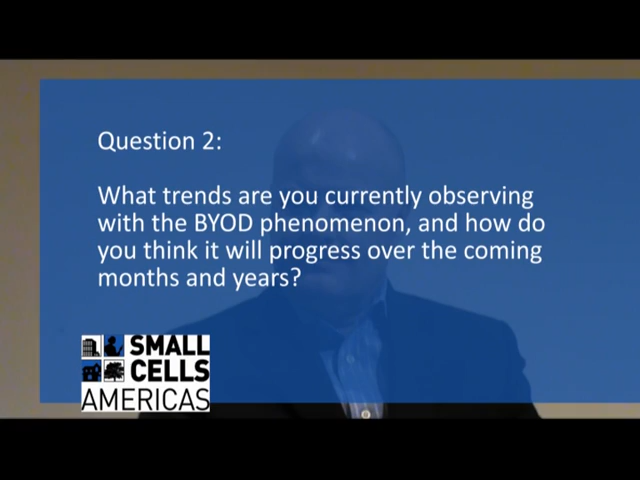 Question 2:
What trends are you currently observing
with the BYOD phenomenon, and how do
you think it will progress over the coming
months and years?
SMALL
CELLS
AMERICAS